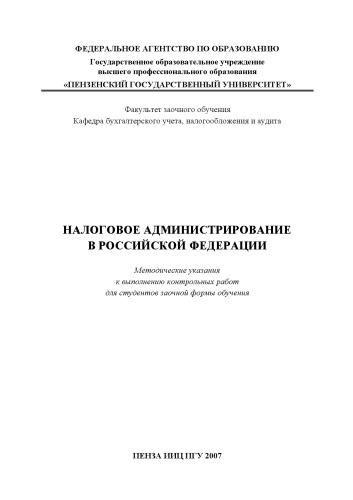 ФЕДЕРАЛЬНОЕ АГЕНТСТВО ПО ОБРАЗОВАНИЮ
Государственное образовательное учреждение
высшего профессионального образования
«ПЕНЗЕНСКИЙ ГОСУДАРСТВЕННЫЙ УНИВЕРСИТЕТ»
Факультет заочного обучения
Кафедра бухгалтерского учета, налогообложения и аудита
НАЛОГОВОЕ АДМИНИСТРИРОВАНИЕ
В РОССИЙСКОЙ ФЕДЕРАЦИИ
Методические указания
к выполнению контрольных работ
для студентов заочной формы обучения
ПЕНЗА ИИЦ ПГУ 2007